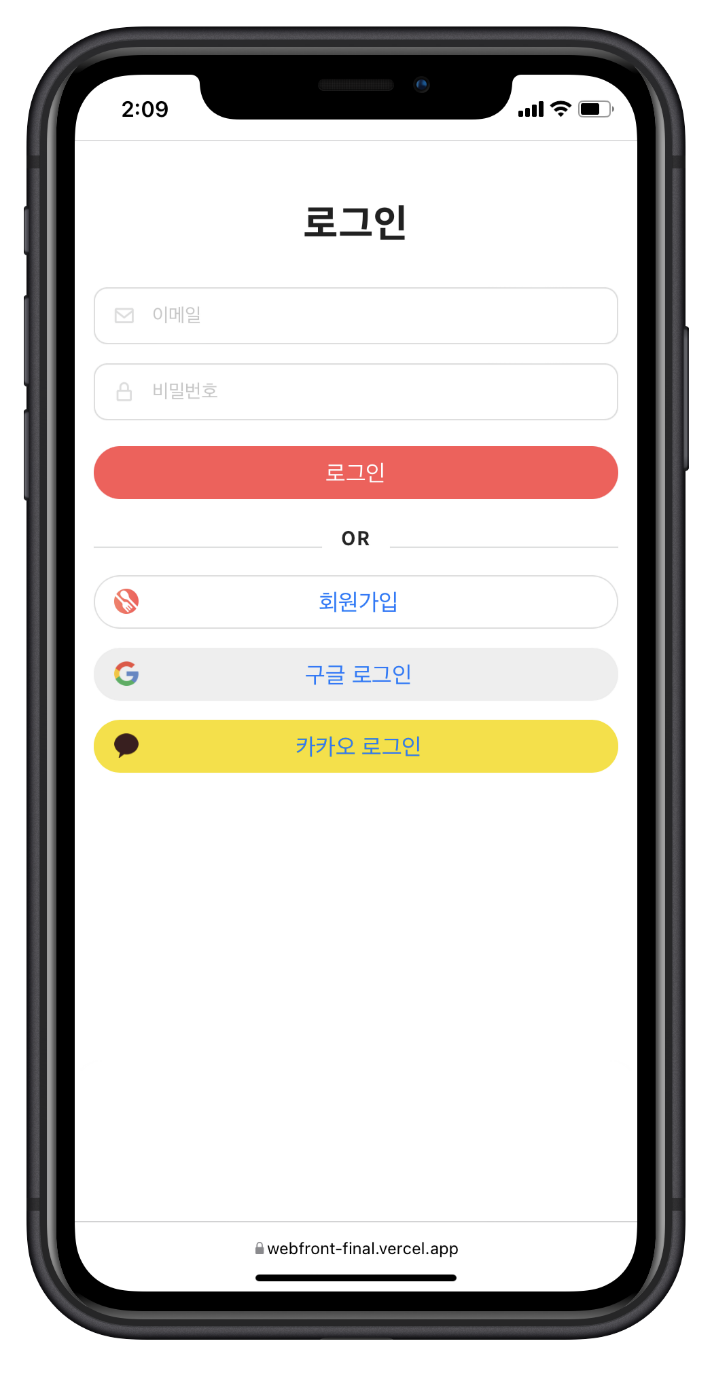 2:09
로그인
이메일
비밀번호
로그인
OR
회원가입
구글 로그인
카카오 로그인
webfront-final.vercel.app